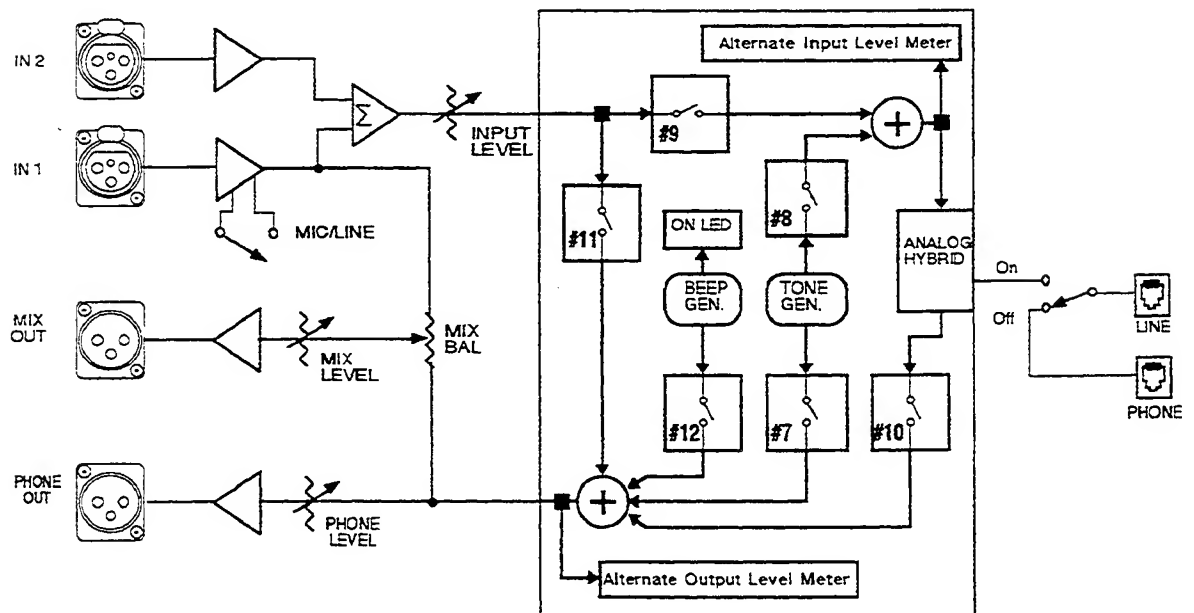 Alternate Input Level Meter
IN 2
Σ
INPUT
LEVEL
#9
+
IN 1
MIC/LINE
#11
ON LED
#8
BEEP
GEN.
TONE
GEN.
ANALOG
HYBRID
On
Off
LINE
MIX
OUT
MIX
LEVEL
MIX
BAL
#12
#7
#10
PHONE
PHONE
OUT
PHONE
LEVEL
+
Alternate Output Level Meter